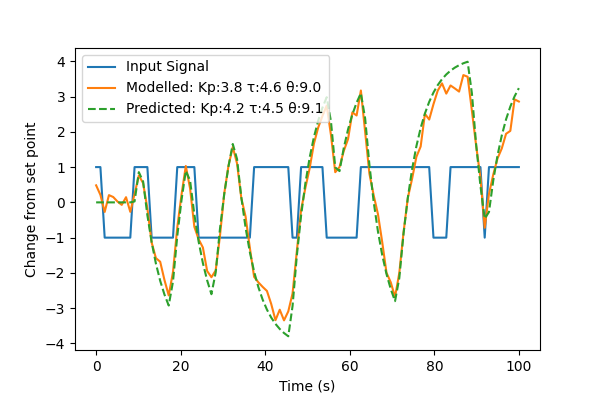 Input Signal
Modelled: Kp:3.8 τ:4.6 θ:9.0
Predicted: Kp:4.2 τ:4.5 θ:9.1
Change from set point
4
3
2
1
0
−1
−2
−3
−4
0 20 40 60 80 100
Time (s)